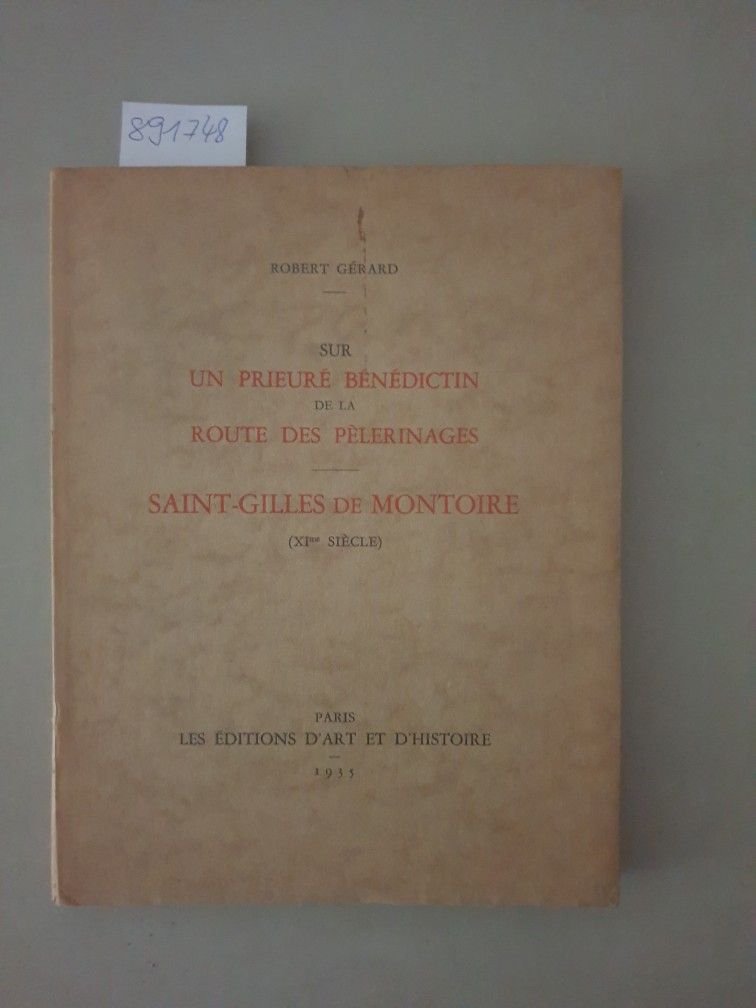 891748
ROBERT GÉRARD
SUR
UN PRIEURÉ BÉNÉDICTIN
DE LA
ROUTE DES PÈLERINAGES
SAINT-GILLES DE MONTOIRE
(XIme SIÈCLE)
PARIS
LES ÉDITIONS D'ART ET D'HISTOIRE
1935